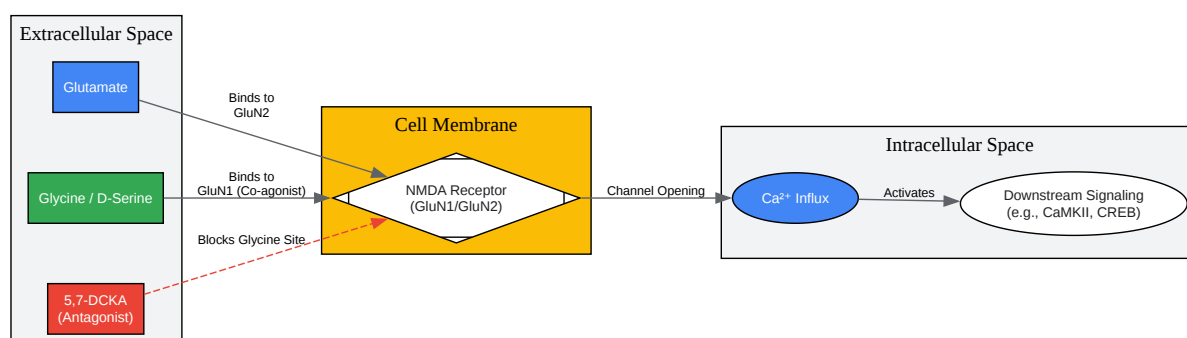 Extracellular Space
Glutamate
Glycine / D-Serine
5,7-DCKA
(Antagonist)
Binds to
GluN2
Binds to
GluN1 (Co-agonist)
Blocks Glycine Site
Cell Membrane
NMDA Receptor
(GluN1/GluN2)
Channel Opening
Intracellular Space
Ca²⁺ Influx
Activates
Downstream Signaling
(e.g., CaMKII, CREB)